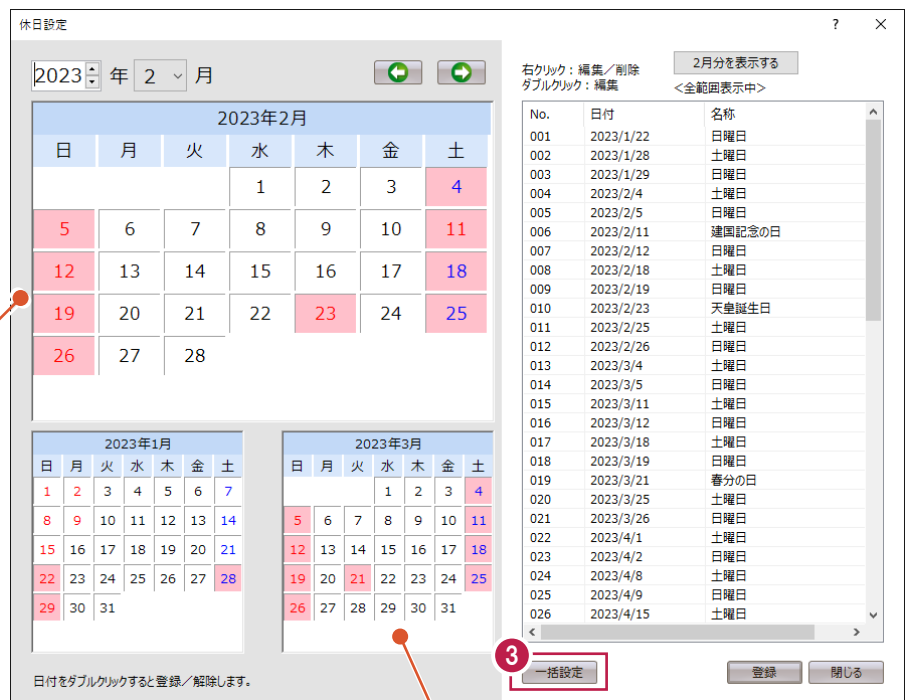 休日設定 ? ×
2023 年 2 月
2023年2月
日 月 火 水 木 金 土
1 2 3 4
5 6 7 8 9 10 11
12 13 14 15 16 17 18
19 20 21 22 23 24 25
26 27 28
2023年1月
日 月 火 水 木 金 土
1 2 3 4 5 6 7
8 9 10 11 12 13 14
15 16 17 18 19 20 21
22 23 24 25 26 27 28
29 30 31
2023年3月
日 月 火 水 木 金 土
1 2 3 4
5 6 7 8 9 10 11
12 13 14 15 16 17 18
19 20 21 22 23 24 25
26 27 28 29 30 31
日付をダブルクリックすると登録／解除します。
右クリック：編集／削除
ダブルクリック：編集
2月分を表示する
<全範囲表示中>
No. 日付 名称
001 2023/1/22 日曜日
002 2023/1/28 土曜日
003 2023/1/29 日曜日
004 2023/2/4 土曜日
005 2023/2/5 日曜日
006 2023/2/11 建国記念の日
007 2023/2/12 日曜日
008 2023/2/18 土曜日
009 2023/2/19 日曜日
010 2023/2/23 天皇誕生日
011 2023/2/25 土曜日
012 2023/2/26 日曜日
013 2023/3/4 土曜日
014 2023/3/5 日曜日
015 2023/3/11 土曜日
016 2023/3/12 日曜日
017 2023/3/18 土曜日
018 2023/3/19 日曜日
019 2023/3/21 春分の日
020 2023/3/25 土曜日
021 2023/3/26 日曜日
022 2023/4/1 土曜日
023 2023/4/2 日曜日
024 2023/4/8 土曜日
025 2023/4/9 日曜日
026 2023/4/15 土曜日
3
一括設定 登録 閉じる